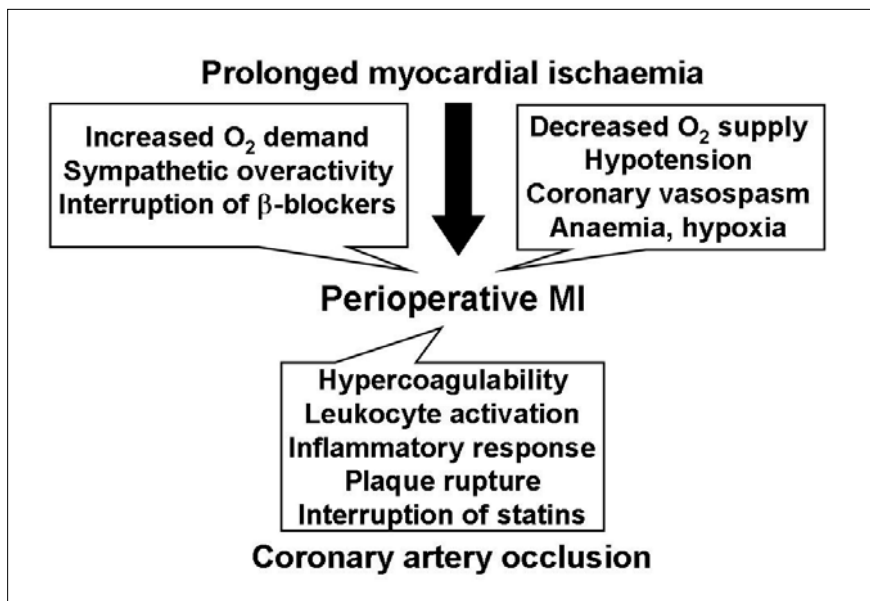 Prolonged myocardial ischaemia
Increased O₂ demand
Sympathetic overactivity
Interruption of β-blockers
Decreased O₂ supply
Hypotension
Coronary vasospasm
Anaemia, hypoxia
Perioperative MI
Hypercoagulability
Leukocyte activation
Inflammatory response
Plaque rupture
Interruption of statins
Coronary artery occlusion